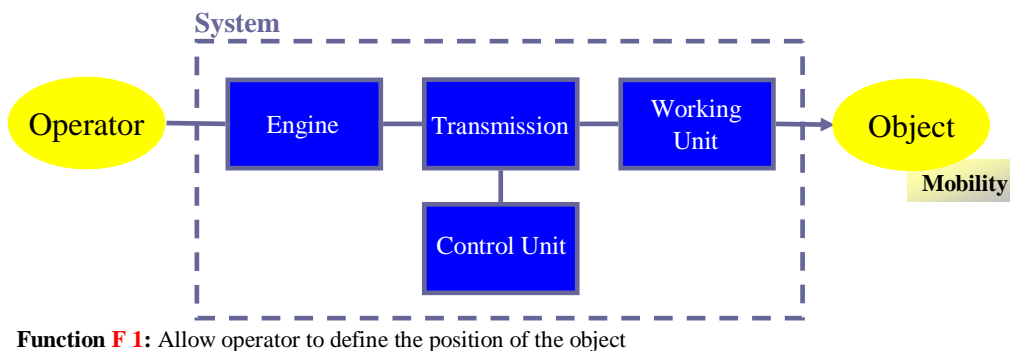 System
Operator
Engine
Transmission
Working
Unit
Object
Mobility
Control Unit
Function F 1: Allow operator to define the position of the object